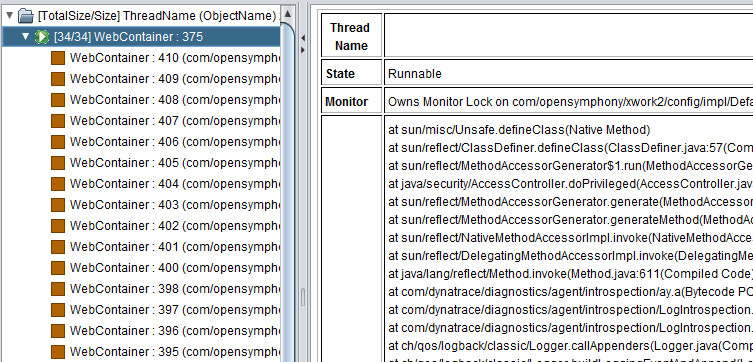 [TotalSize/Size] ThreadName (ObjectName)
[34/34] WebContainer : 375
WebContainer : 410 (com/opensymph
WebContainer : 409 (com/opensymph
WebContainer : 408 (com/opensymph
WebContainer : 407 (com/opensymph
WebContainer : 406 (com/opensymph
WebContainer : 405 (com/opensymph
WebContainer : 404 (com/opensymph
WebContainer : 403 (com/opensymph
WebContainer : 402 (com/opensymph
WebContainer : 401 (com/opensymph
WebContainer : 400 (com/opensymph
WebContainer : 398 (com/opensymph
WebContainer : 397 (com/opensymph
WebContainer : 396 (com/opensymph
WebContainer : 395 (com/opensymph
Thread
Name
State
Runnable
Monitor
Owns Monitor Lock on com/opensymphony/xwork2/config/impl/Defa
at sun/misc/Unsafe.defineClass(Native Method)
at sun/reflect/ClassDefiner.defineClass(ClassDefiner.java:57(Com
at sun/reflect/MethodAccessorGenerator$1.run(MethodAccessorGe
at java/security/AccessController.doPrivileged(AccessController.jav
at sun/reflect/MethodAccessorGenerator.generate(MethodAccessor
at sun/reflect/MethodAccessorGenerator.generateMethod(MethodAc
at sun/reflect/NativeMethodAccessorImpl.invoke(NativeMethodAcce
at sun/reflect/DelegatingMethodAccessorImpl.invoke(DelegatingMe
at java/lang/reflect/Method.invoke(Method.java:611(Compiled Code)
at com/dynatrace/diagnostics/agent/introspection/ay.a(Bytecode PC
at com/dynatrace/diagnostics/agent/introspection/LogIntrospection.
at com/dynatrace/diagnostics/agent/introspection/LogIntrospection.
at ch/qos/logback/classic/Logger.callAppenders(Logger.java(Comp
at ch/qos/logback/classic/Logger.buildLoggingEventAndAppend(Log